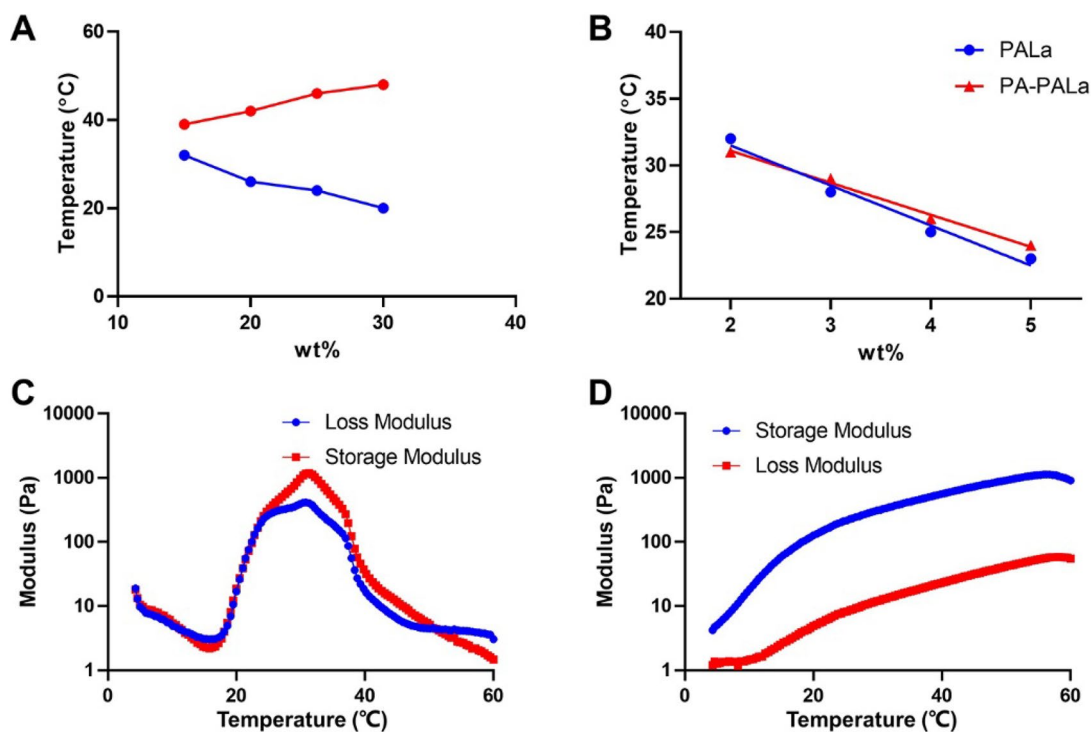 A
Temperature (°C)
60
40
20
0
10
20
30
40
wt%
B
Temperature (°C)
40
35
30
25
20
2
3
4
5
wt%
PALa
PA-PALa
C
Modulus (Pa)
10000
1000
100
10
1
0
20
40
60
Temperature (℃)
Loss Modulus
Storage Modulus
D
Modulus (Pa)
10000
1000
100
10
1
0
20
40
60
Temperature (℃)
Storage Modulus
Loss Modulus